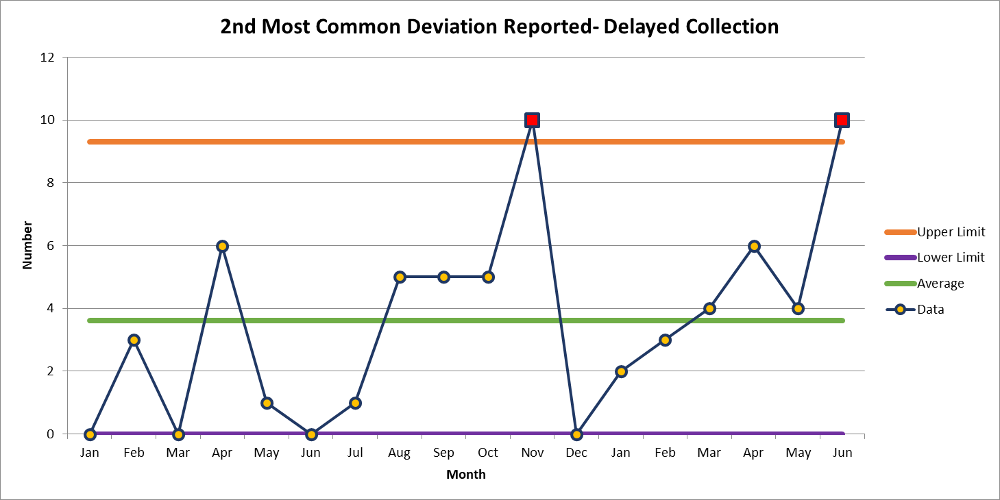 2nd Most Common Deviation Reported- Delayed Collection
12
10
8
6
4
2
0
Number
Jan Feb Mar Apr May Jun Jul Aug Sep Oct Nov Dec Jan Feb Mar Apr May Jun
Month
Upper Limit
Lower Limit
Average
Data